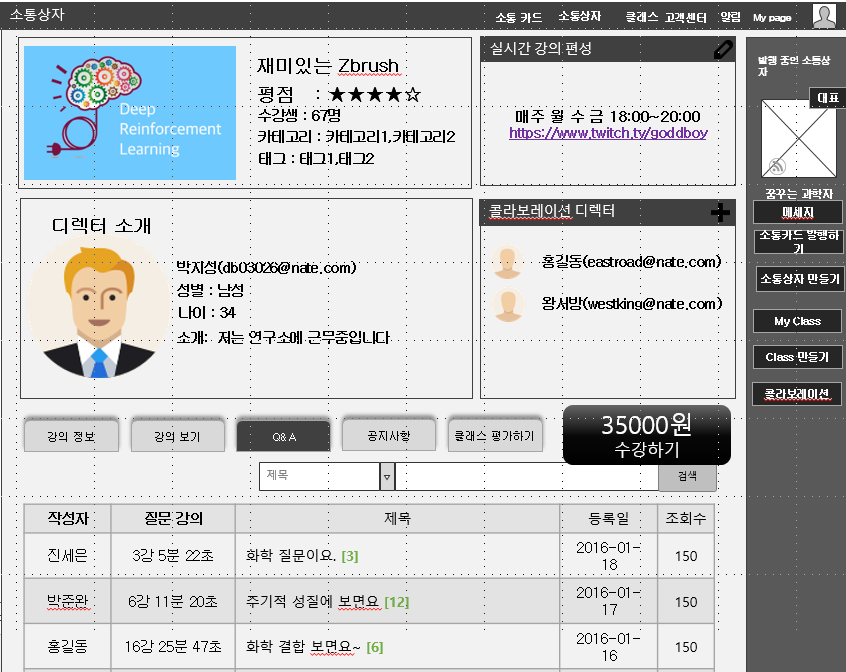 소통상자
소통 카드 소통상자 클래스 고객센터 알림 My page
Deep
Reinforcement
Learning
재미있는 Zbrush
평점 : ★★★★☆
수강생 : 67명
카테고리 : 카테고리1,카테고리2
태그 : 태그1,태그2
실시간 강의 편성
매주 월 수 금 18:00~20:00
https://www.twitch.tv/goddboy
디렉터 소개
박지성(db03026@nate.com)
성별 : 남성
나이 : 34
소개: 저는 연구소에 근무중입니다
콜라보레이션 디렉터
홍길동(eastroad@nate.com)
왕서방(westking@nate.com)
발행 중인 소통상
자
대표
꿈꾸는 과학자
메세지
소통카드 발행하
기
소통상자 만들기
My Class
Class 만들기
콜라보레이션
강의 정보
강의 보기
Q& A
공지사항
클래스 평가하기
35000원
수강하기
제목
검색
작성자 질문 강의 제목 등록일 조회수
진세은 3강 5분 22초 화학 질문이요. [3] 2016-01-
18 150
박준완 6강 11분 20초 주기적 성질에 보면요 [12] 2016-01-
17 150
홍길동 16강 25분 47초 화학 결합 보면요~ [6] 2016-01-
16 150